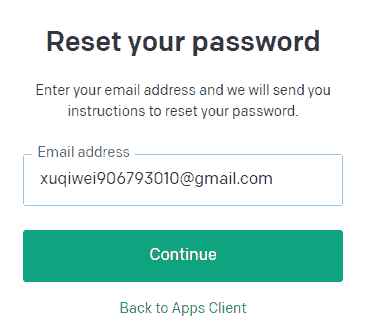 Reset your password
Enter your email address and we will send you
instructions to reset your password.
Email address
xuqiwei906793010@gmail.com
Continue
Back to Apps Client